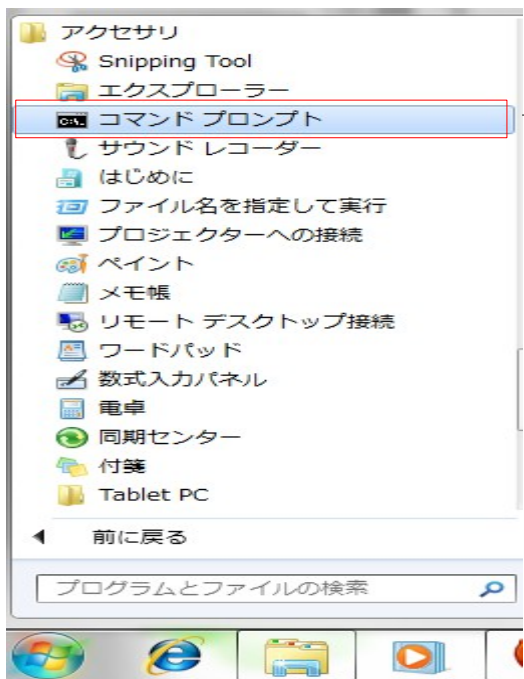 アクセサリ
Snipping Tool
エクスプローラー
コマンド プロンプト
サウンド レコーダー
はじめに
ファイル名を指定して実行
プロジェクターへの接続
ペイント
メモ帳
リモート デスクトップ接続
ワードパッド
数式入力パネル
電卓
同期センター
付箋
Tablet PC
前に戻る
プログラムとファイルの検索